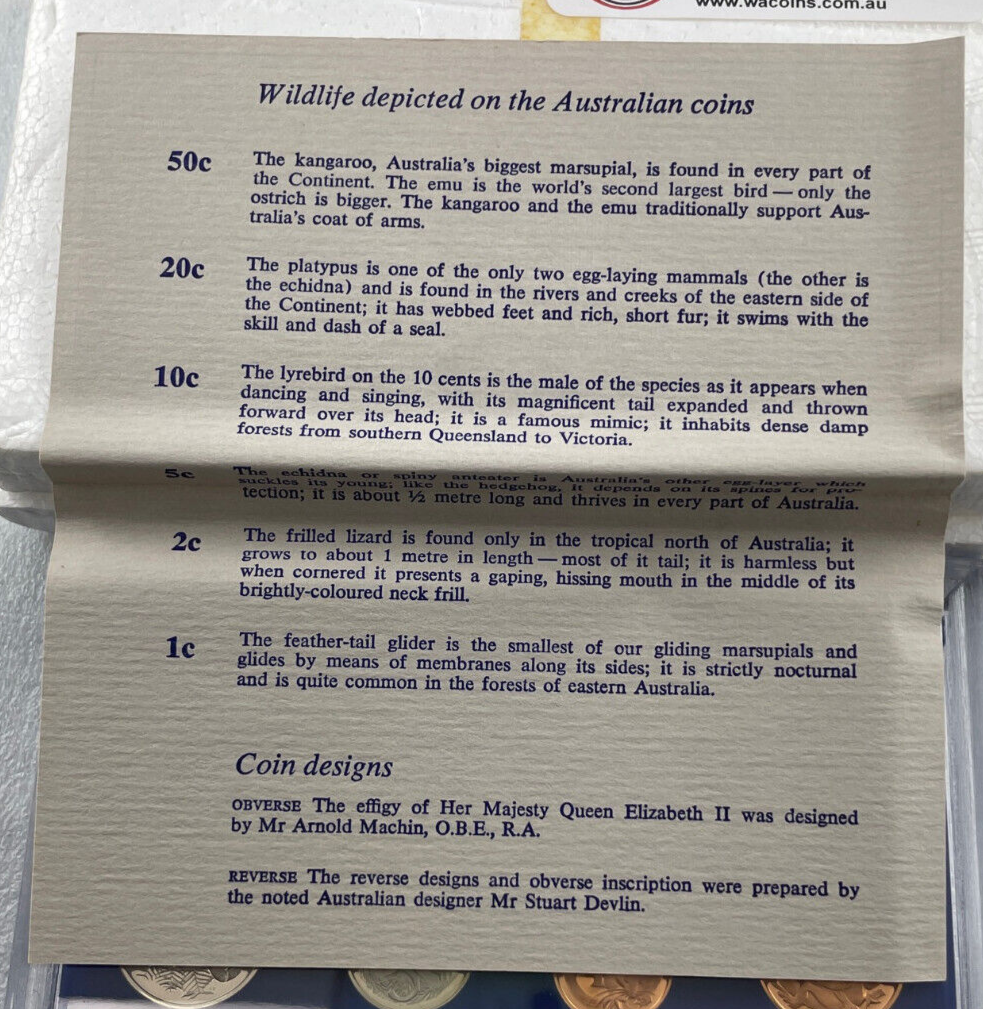 www.wacoins.com.au
Wildlife depicted on the Australian coins
50c The kangaroo, Australia's biggest marsupial, is found in every part of
the Continent. The emu is the world's second largest bird — only the
ostrich is bigger. The kangaroo and the emu traditionally support Aus-
tralia's coat of arms.
20c The platypus is one of the only two egg-laying mammals (the other is
the echidna) and is found in the rivers and creeks of the eastern side of
the Continent; it has webbed feet and rich, short fur; it swims with the
skill and dash of a seal.
10c The lyrebird on the 10 cents is the male of the species as it appears when
dancing and singing, with its magnificent tail expanded and thrown
forward over its head; it is a famous mimic; it inhabits dense damp
forests from southern Queensland to Victoria.
5c The echidna or spiny anteater is Australia's other egg-layer which
suckles its young; like the hedgehog, it depends on its spines for pro-
tection; it is about ½ metre long and thrives in every part of Australia.
2c The frilled lizard is found only in the tropical north of Australia; it
grows to about 1 metre in length — most of it tail; it is harmless but
when cornered it presents a gaping, hissing mouth in the middle of its
brightly-coloured neck frill.
1c The feather-tail glider is the smallest of our gliding marsupials and
glides by means of membranes along its sides; it is strictly nocturnal
and is quite common in the forests of eastern Australia.
Coin designs
OBVERSE The effigy of Her Majesty Queen Elizabeth II was designed
by Mr Arnold Machin, O.B.E., R.A.
REVERSE The reverse designs and obverse inscription were prepared by
the noted Australian designer Mr Stuart Devlin.